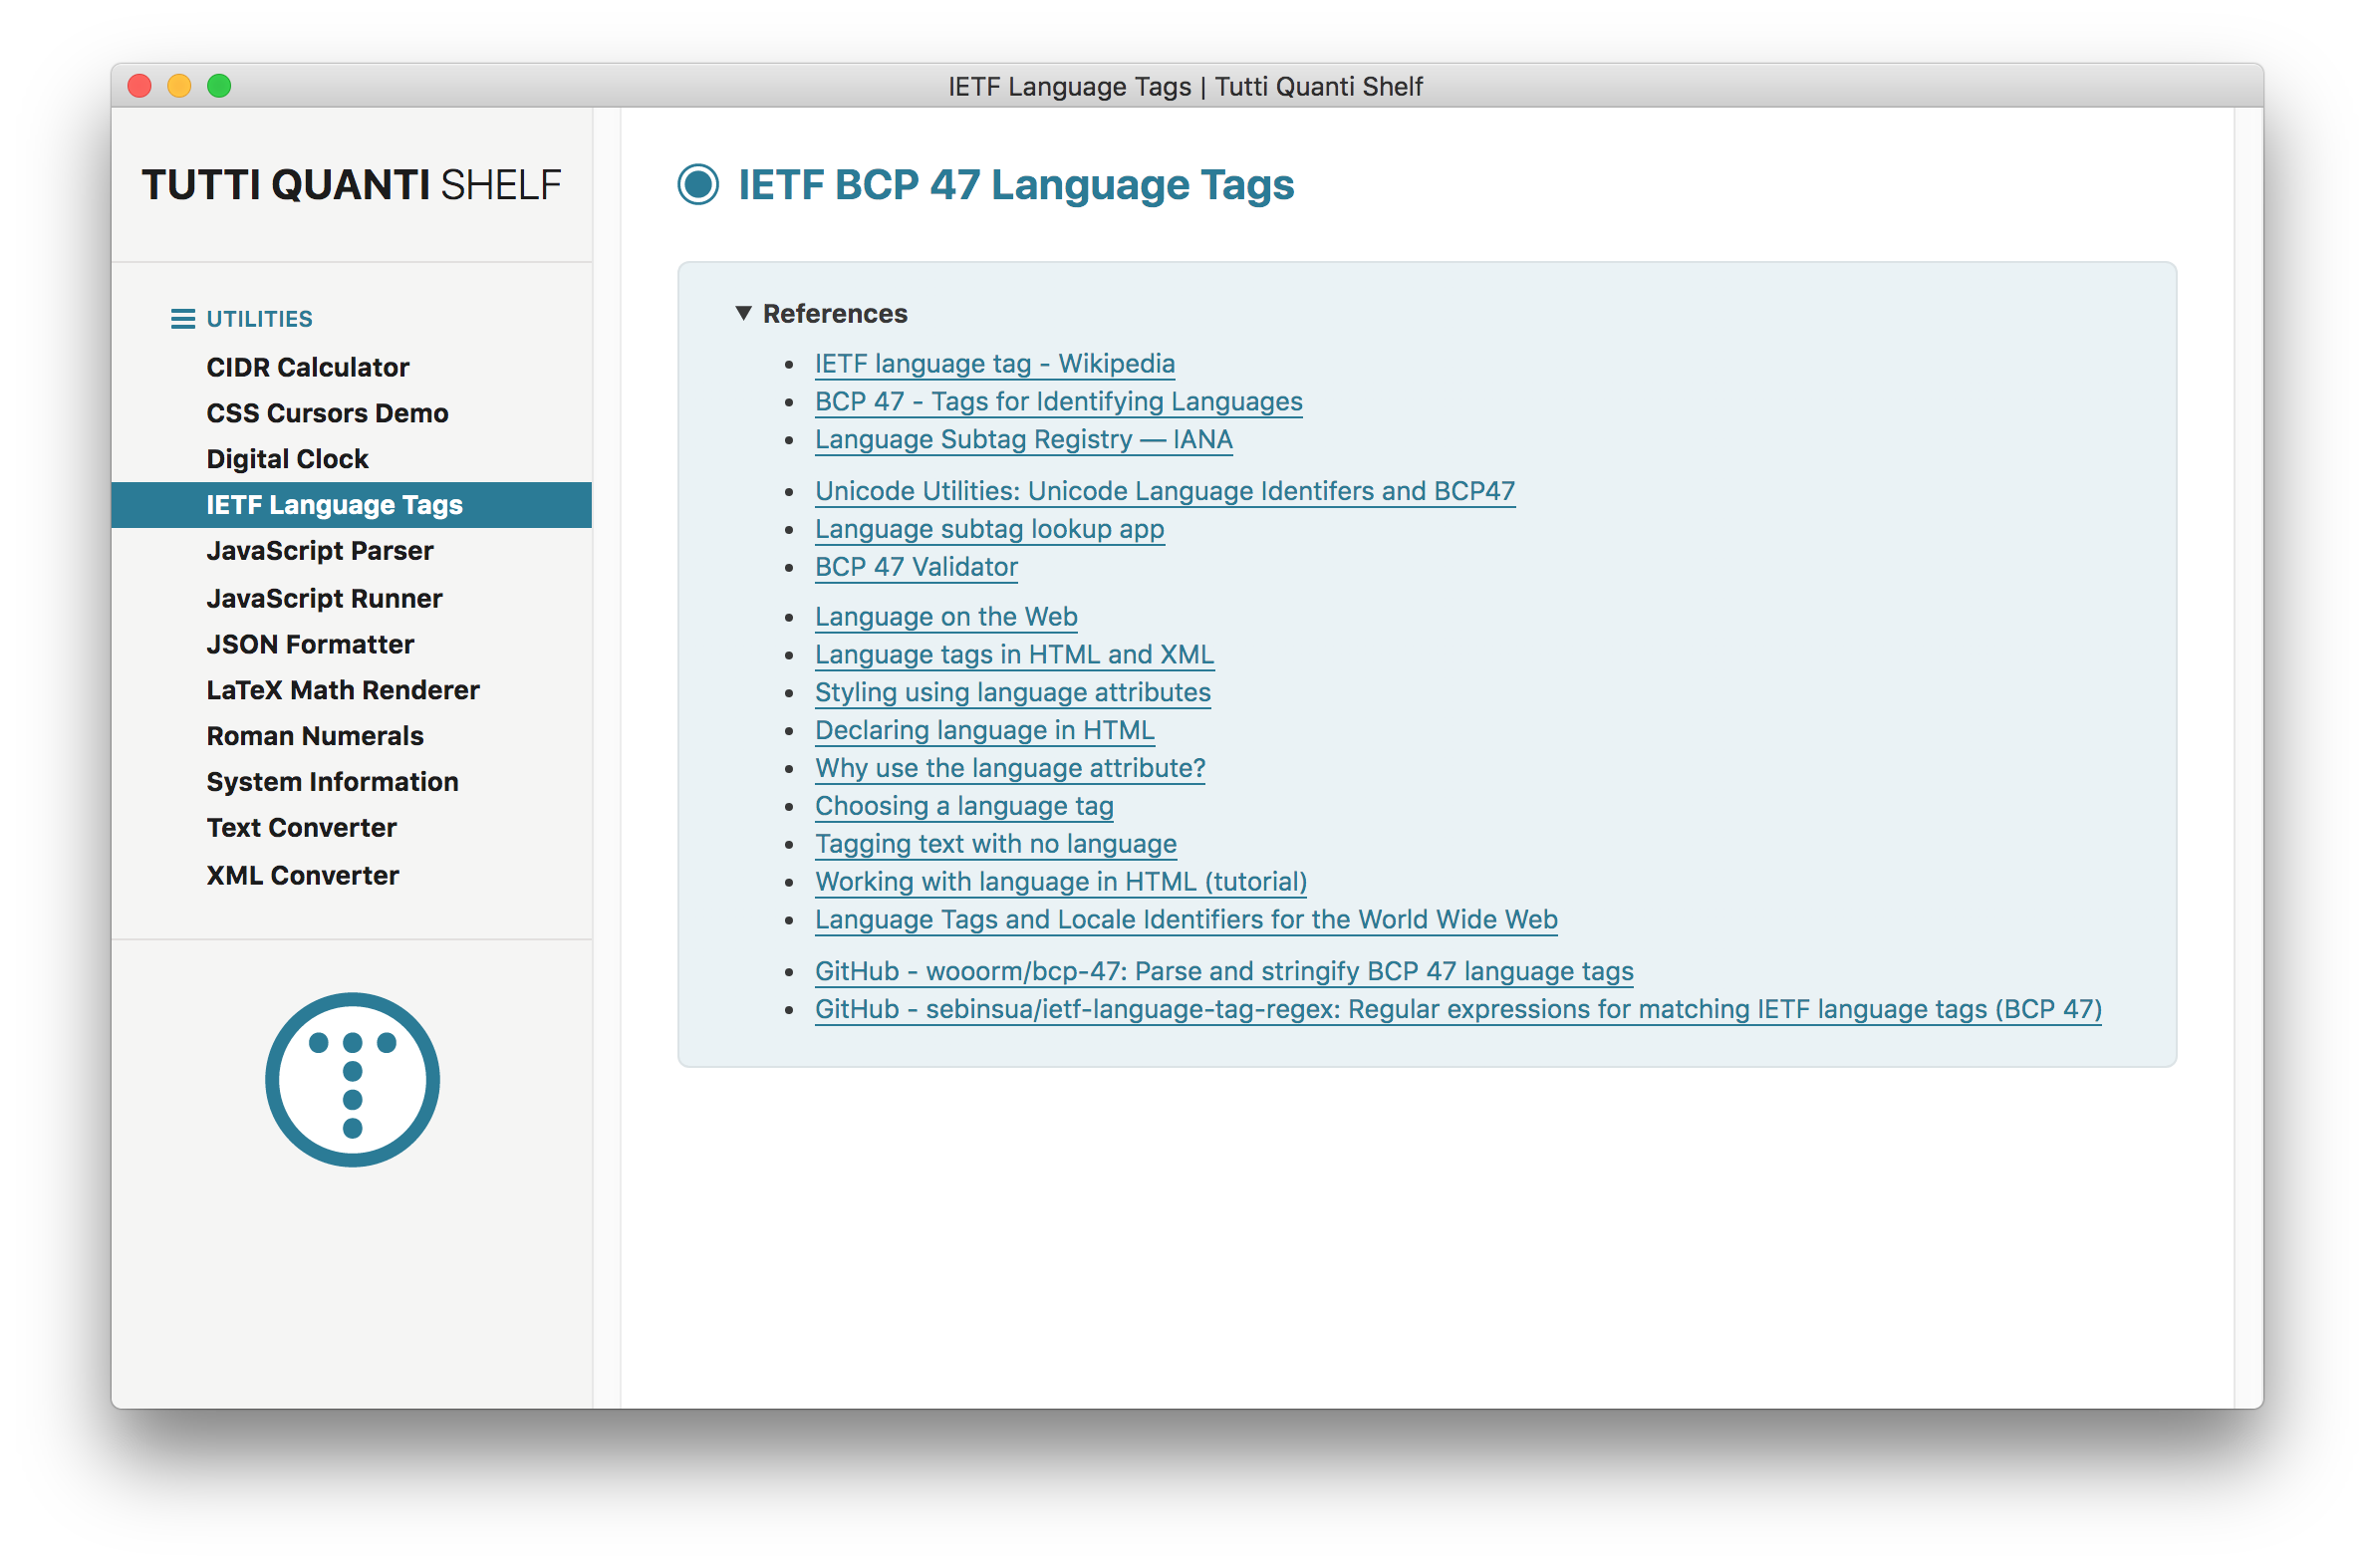 IETF Language Tags | Tutti Quanti Shelf
TUTTI QUANTI SHELF
UTILITIES
CIDR Calculator
CSS Cursors Demo
Digital Clock
IETF Language Tags
JavaScript Parser
JavaScript Runner
JSON Formatter
LaTeX Math Renderer
Roman Numerals
System Information
Text Converter
XML Converter
IETF BCP 47 Language Tags
References
IETF language tag - Wikipedia
BCP 47 - Tags for Identifying Languages
Language Subtag Registry — IANA
Unicode Utilities: Unicode Language Identifers and BCP47
Language subtag lookup app
BCP 47 Validator
Language on the Web
Language tags in HTML and XML
Styling using language attributes
Declaring language in HTML
Why use the language attribute?
Choosing a language tag
Tagging text with no language
Working with language in HTML (tutorial)
Language Tags and Locale Identifiers for the World Wide Web
GitHub - wooorm/bcp-47: Parse and stringify BCP 47 language tags
GitHub - sebinsua/ietf-language-tag-regex: Regular expressions for matching IETF language tags (BCP 47)